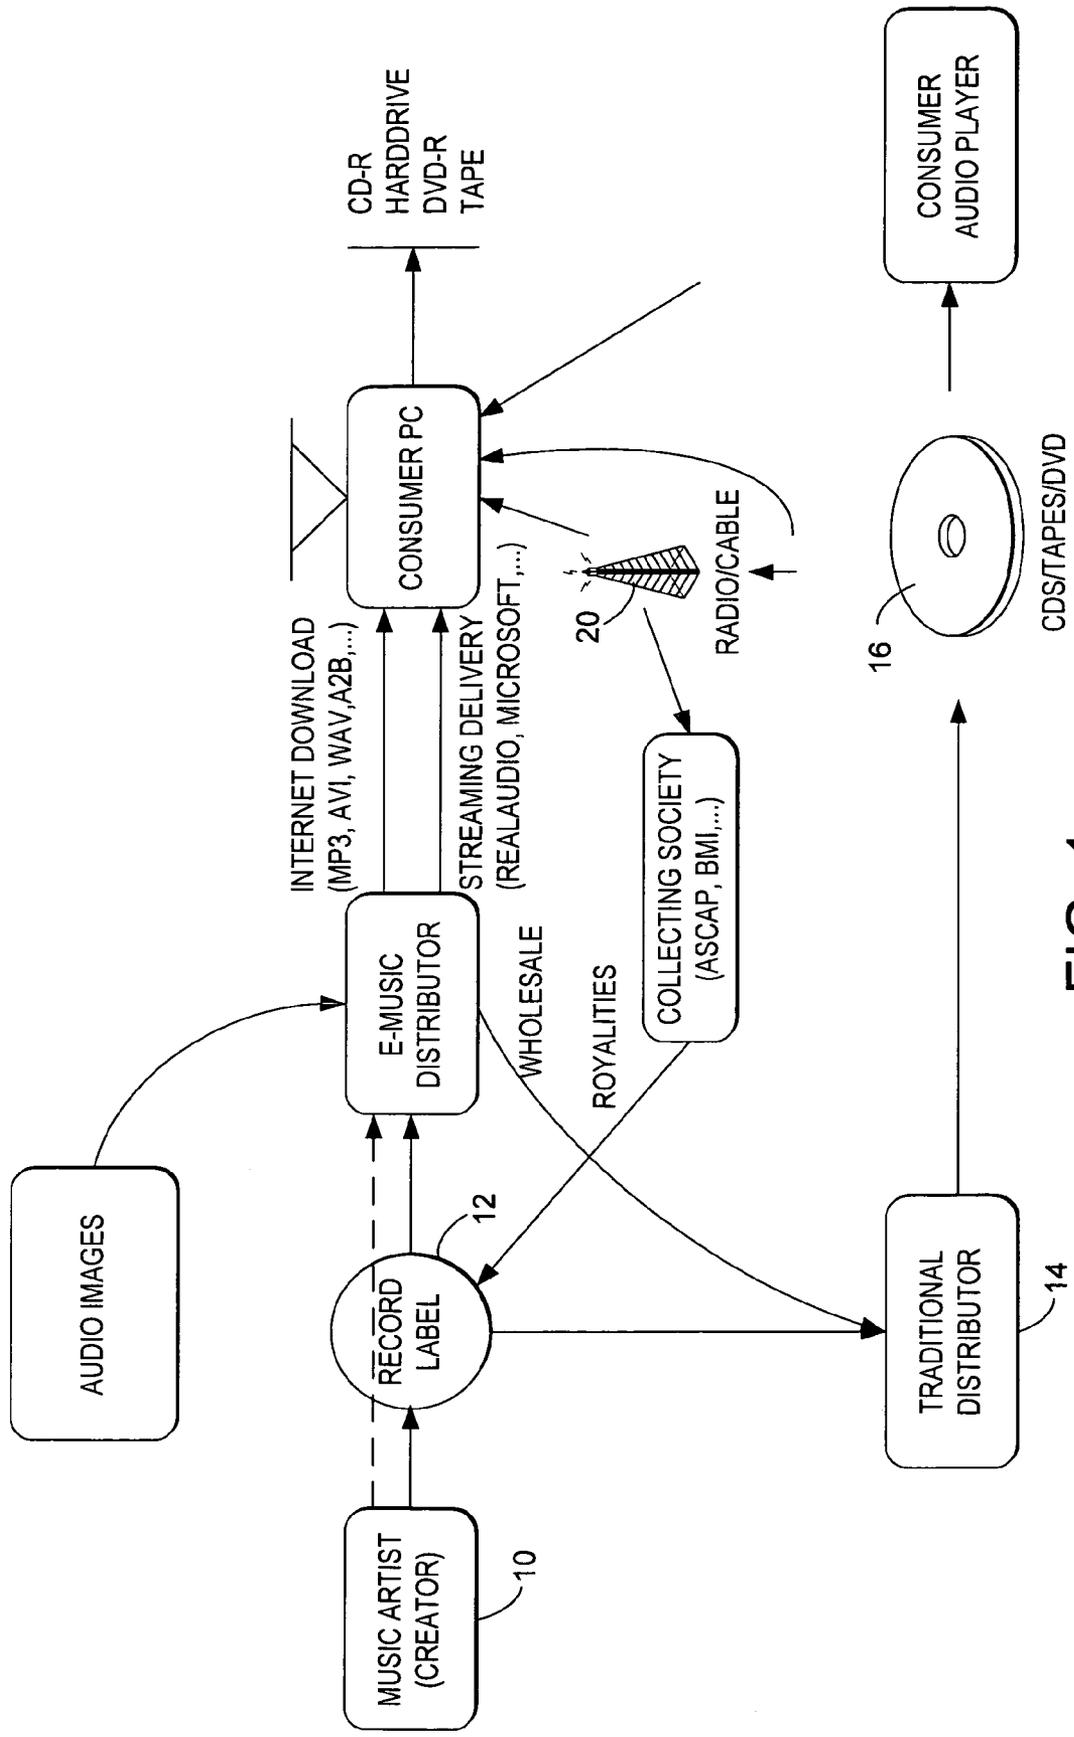 AUDIO IMAGES
MUSIC ARTIST
(CREATOR)
10
RECORD
LABEL
12
E-MUSIC
DISTRIBUTOR
INTERNET DOWNLOAD
(MP3, AVI, WAV,A2B,...)
STREAMING DELIVERY
(REALAUDIO, MICROSOFT,...)
CONSUMER PC
CD-R
HARDDRIVE
DVD-R
TAPE
WHOLESALE
ROYALITIES
COLLECTING SOCIETY
(ASCAP, BMI,...)
20
RADIO/CABLE
TRADITIONAL
DISTRIBUTOR
14
16
CDS/TAPES/DVD
CONSUMER
AUDIO PLAYER